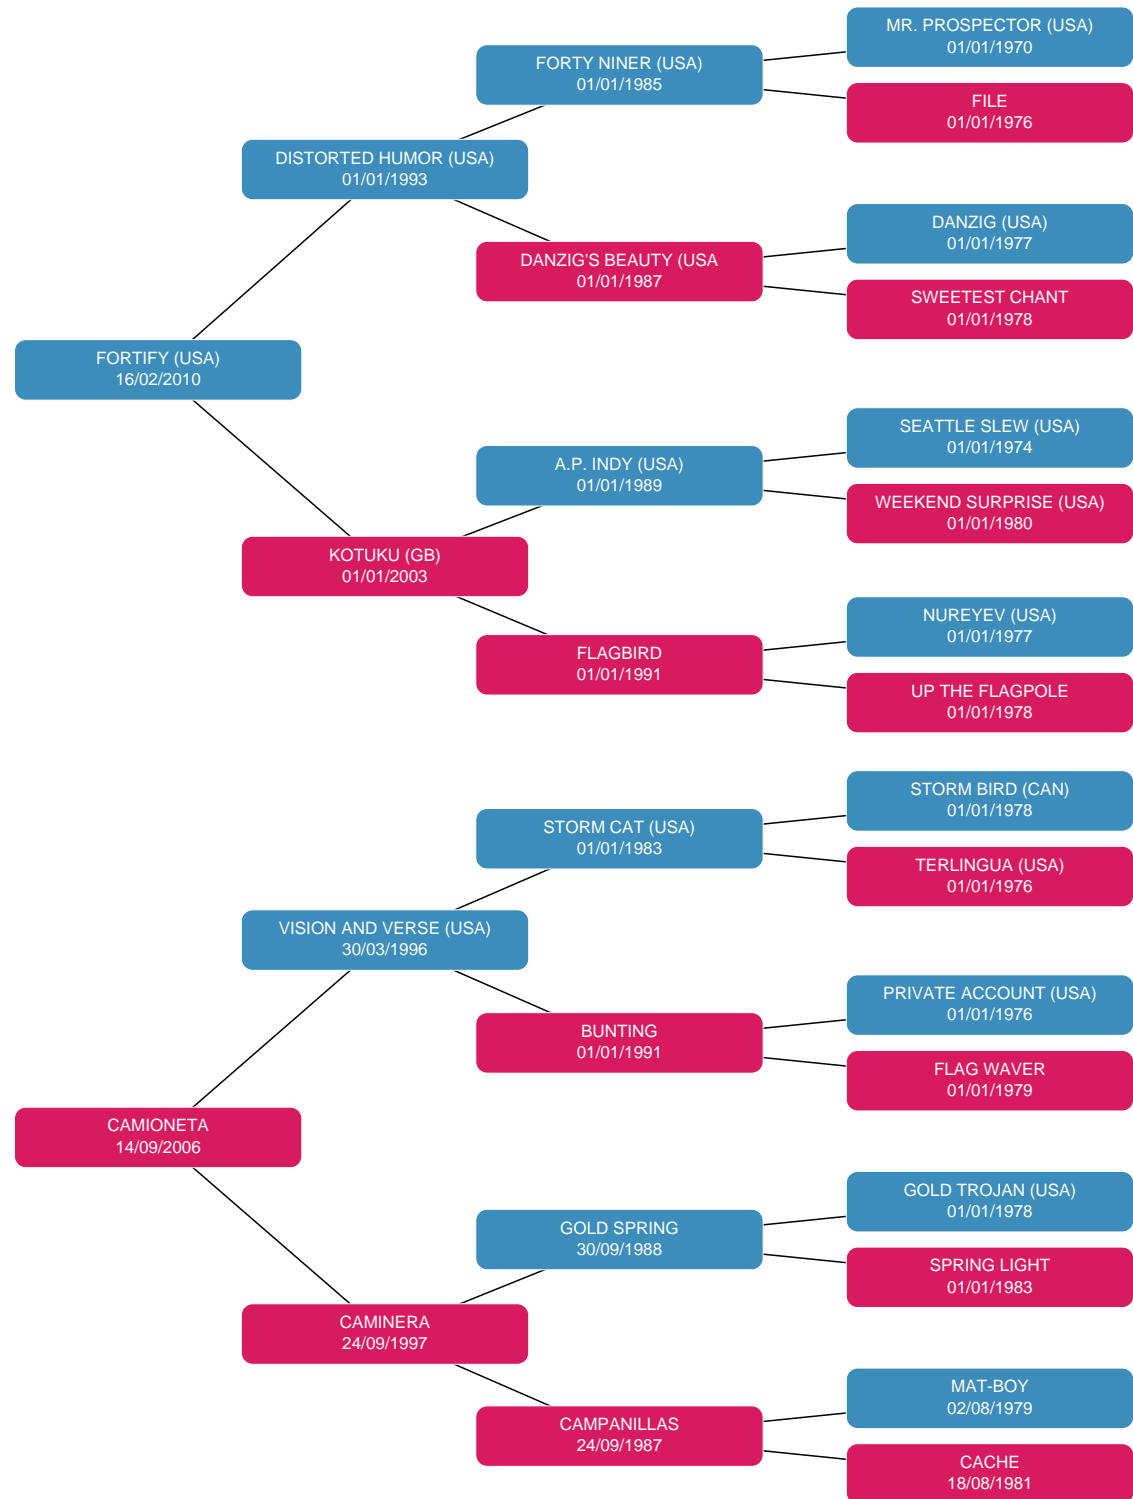 MR. PROSPECTOR (USA)
01/01/1970
FORTY NINER (USA)
01/01/1985
FILE
01/01/1976
DISTORTED HUMOR (USA)
01/01/1993
DANZIG (USA)
01/01/1977
DANZIG'S BEAUTY (USA
01/01/1987
SWEETEST CHANT
01/01/1978
FORTIFY (USA)
16/02/2010
SEATTLE SLEW (USA)
01/01/1974
A.P. INDY (USA)
01/01/1989
WEEKEND SURPRISE (USA)
01/01/1980
KOTUKU (GB)
01/01/2003
NUREYEV (USA)
01/01/1977
FLAGBIRD
01/01/1991
UP THE FLAGPOLE
01/01/1978
STORM BIRD (CAN)
01/01/1978
STORM CAT (USA)
01/01/1983
TERLINGUA (USA)
01/01/1976
VISION AND VERSE (USA)
30/03/1996
PRIVATE ACCOUNT (USA)
01/01/1976
BUNTING
01/01/1991
FLAG WAVER
01/01/1979
CAMIONETA
14/09/2006
GOLD TROJAN (USA)
01/01/1978
GOLD SPRING
30/09/1988
SPRING LIGHT
01/01/1983
CAMINERA
24/09/1997
MAT-BOY
02/08/1979
CAMPANILLAS
24/09/1987
CACHE
18/08/1981